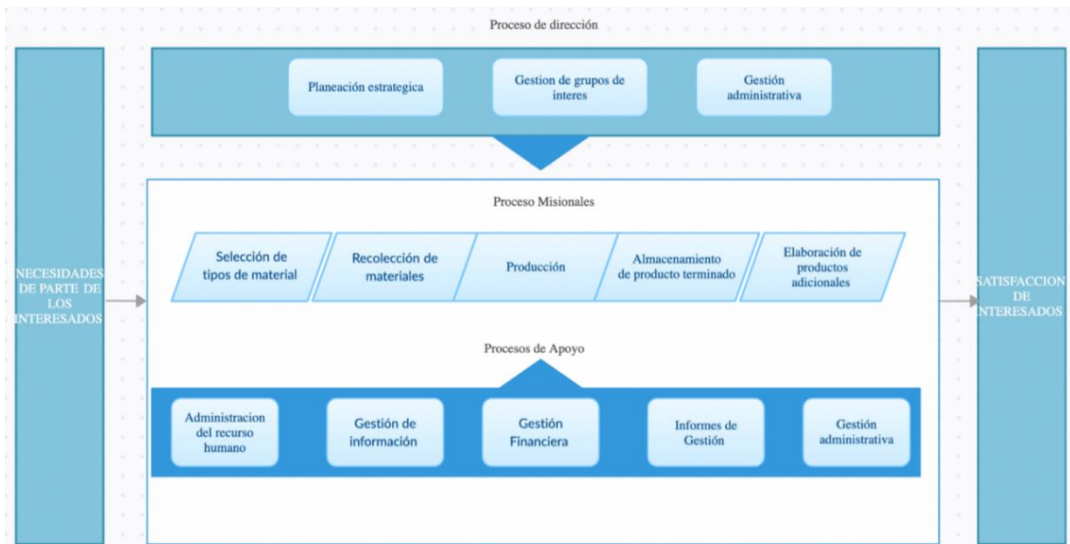 Proceso de dirección
Planeación estrategica
Gestion de grupos de
interes
Gestión
administrativa
NECESIDADES
DE PARTE DE
LOS
INTERESADOS
Proceso Misionales
Selección de
tipos de material
Recolección de
materiales
Producción
Almacenamiento
de producto terminado
Elaboración de
productos
adicionales
Procesos de Apoyo
Administracion
del recurso
humano
Gestión de
información
Gestión
Financiera
Informes de
Gestión
Gestión
administrativa
SATISFACCION
DE
INTERESADOS